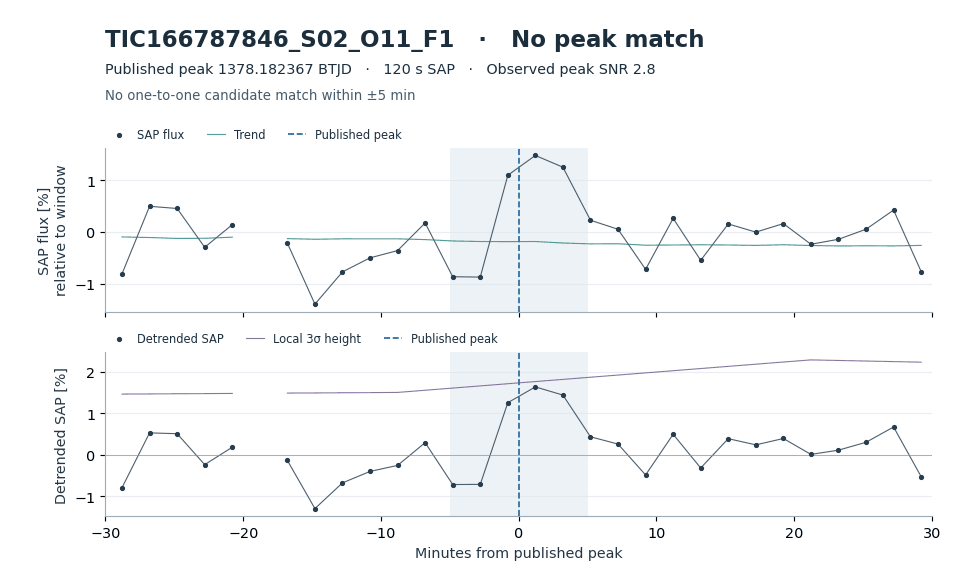 TIC166787846_S02_O11_F1 · No peak match
Published peak 1378.182367 BTJD · 120 s SAP · Observed peak SNR 2.8
No one-to-one candidate match within ±5 min
SAP flux Trend Published peak
SAP flux [%]
relative to window
1
0
−1
Detrended SAP Local 3σ height Published peak
Detrended SAP [%]
2
1
0
−1
−30 −20 −10 0 10 20 30
Minutes from published peak